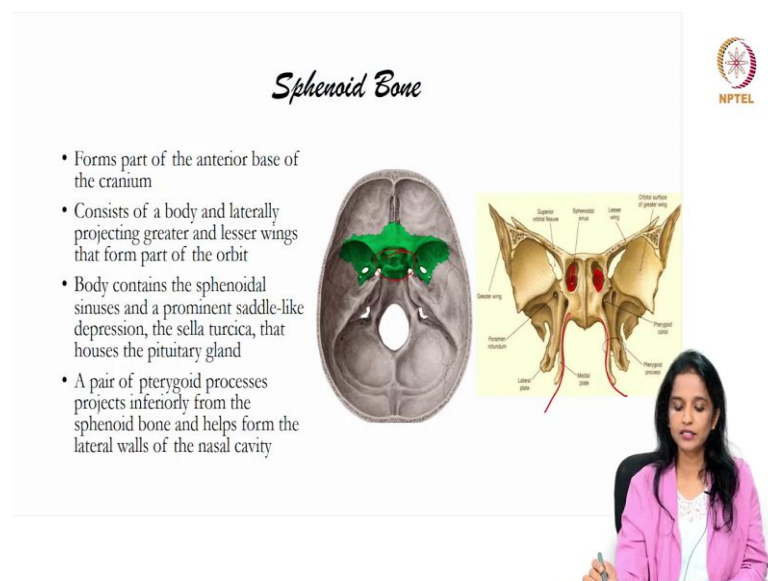 Sphenoid Bone
NPTEL
• Forms part of the anterior base of
the cranium
• Consists of a body and laterally
projecting greater and lesser wings
that form part of the orbit
• Body contains the sphenoidal
sinuses and a prominent saddle-like
depression, the sella turcica, that
houses the pituitary gland
• A pair of pterygoid processes
projects inferiorly from the
sphenoid bone and helps form the
lateral walls of the nasal cavity
Superior
orbital fissure
Sphenoidal
sinus
Lesser
wing
Orbital surface
of greater wing
Greater wing
Foramen
rotundum
Lateral
plate
Medial
plate
Pterygoid
canal
Pterygoid
process